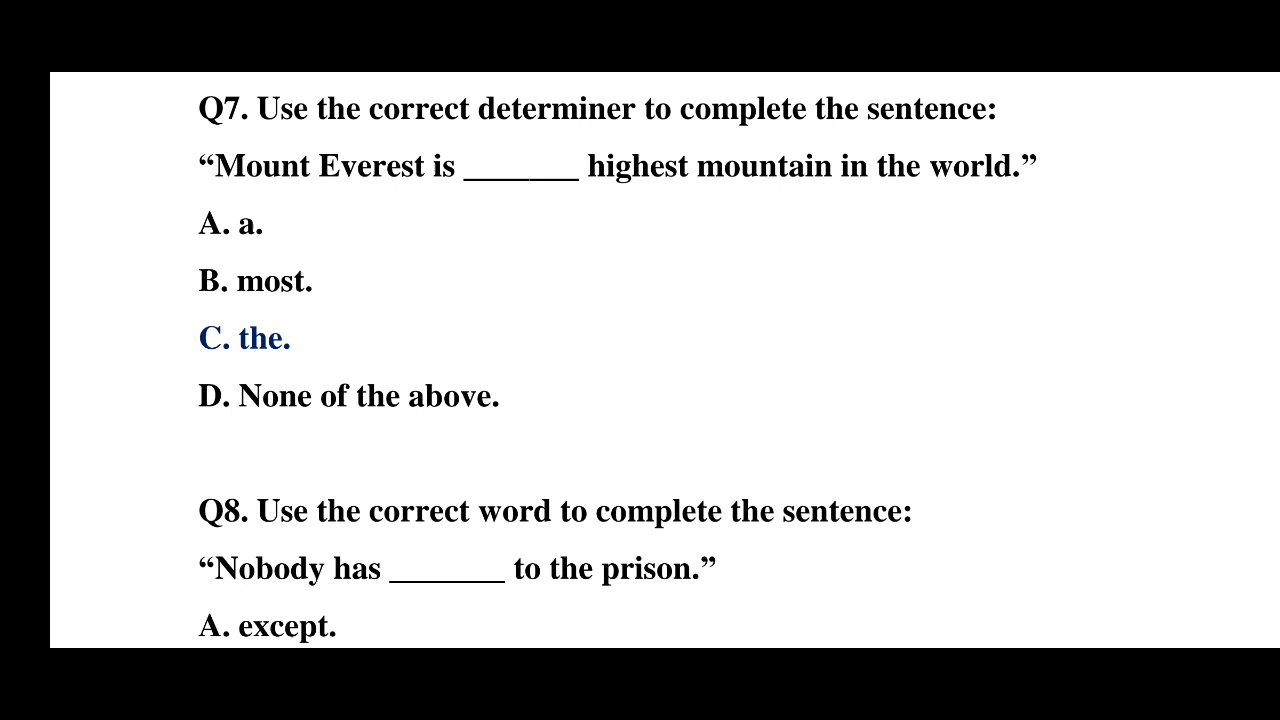 Q7. Use the correct determiner to complete the sentence:
“Mount Everest is _______ highest mountain in the world.”
A. a.
B. most.
C. the.
D. None of the above.
Q8. Use the correct word to complete the sentence:
“Nobody has _______ to the prison.”
A. except.